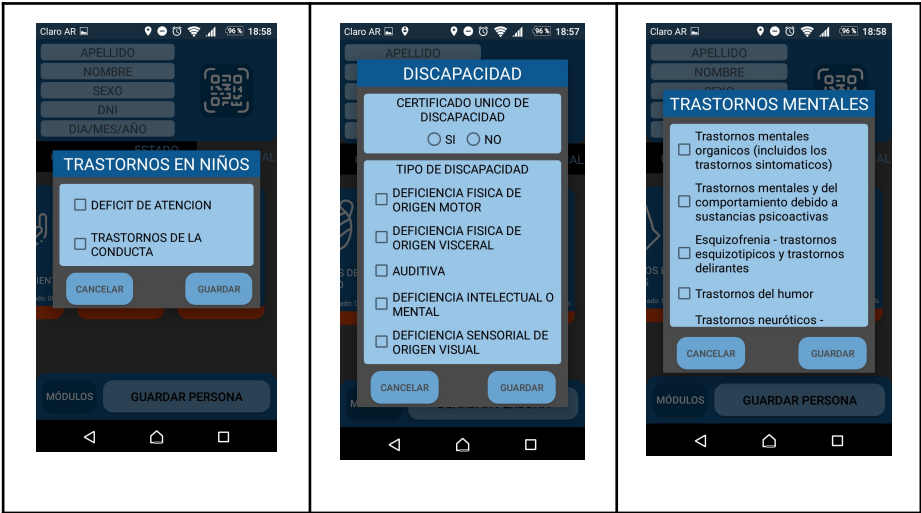 Claro AR 96% 18:58
APELLIDO
NOMBRE
SEXO
DNI
DIA/MES/AÑO
ESTADO
AL
TRASTORNOS EN NIÑOS
DEFICIT DE ATENCION
TRASTORNOS DE LA
CONDUCTA
CANCELAR GUARDAR
MÓDULOS GUARDAR PERSONA
Claro AR 96% 18:57
APELLIDO
DISCAPACIDAD
CERTIFICADO UNICO DE
DISCAPACIDAD
SI NO
TIPO DE DISCAPACIDAD
DEFICIENCIA FISICA DE
ORIGEN MOTOR
DEFICIENCIA FISICA DE
ORIGEN VISCERAL
AUDITIVA
DEFICIENCIA INTELECTUAL O
MENTAL
DEFICIENCIA SENSORIAL DE
ORIGEN VISUAL
CANCELAR GUARDAR
GUARDAR PERSONA
Claro AR 96% 18:58
APELLIDO
NOMBRE
SEXO
TRASTORNOS MENTALES
Trastornos mentales
organicos (incluidos los
trastornos sintomaticos)
Trastornos mentales y del
comportamiento debido a
sustancias psicoactivas
Esquizofrenia - trastornos
esquizotipicos y trastornos
delirantes
Trastornos del humor
Trastornos neuróticos -
CANCELAR GUARDAR
MÓDULOS GUARDAR PERSONA